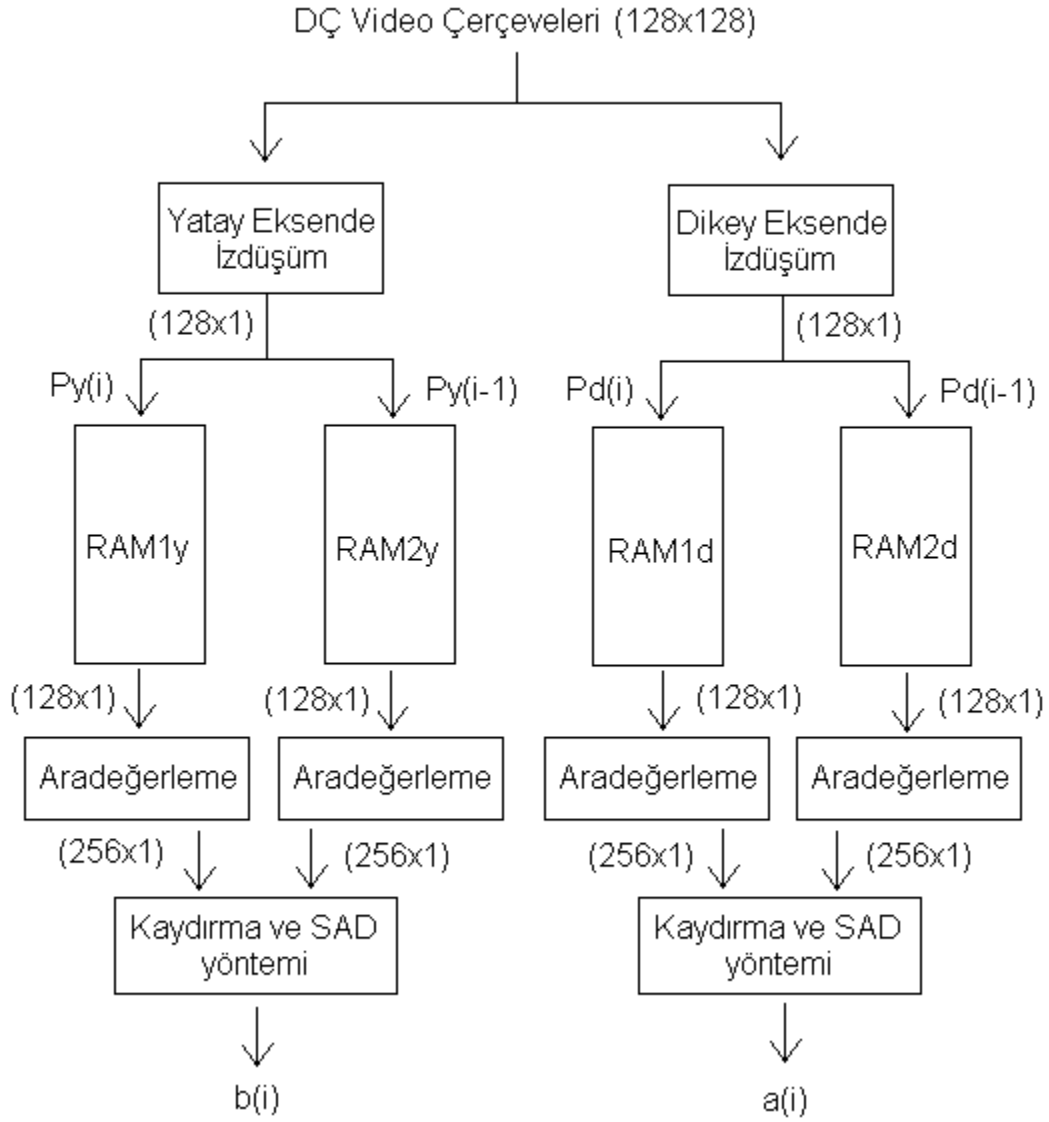 DÇ Video Çerçeveleri (128x128)
Yatay Eksende
İzdüşüm
Dikey Eksende
İzdüşüm
(128x1)
(128x1)
Py(i)
Py(i-1)
Pd(i)
Pd(i-1)
RAM1y
RAM2y
RAM1d
RAM2d
(128x1)
(128x1)
(128x1)
(128x1)
Aradeğerleme
Aradeğerleme
Aradeğerleme
Aradeğerleme
(256x1)
(256x1)
(256x1)
(256x1)
Kaydırma ve SAD
yöntemi
Kaydırma ve SAD
yöntemi
b(i)
a(i)